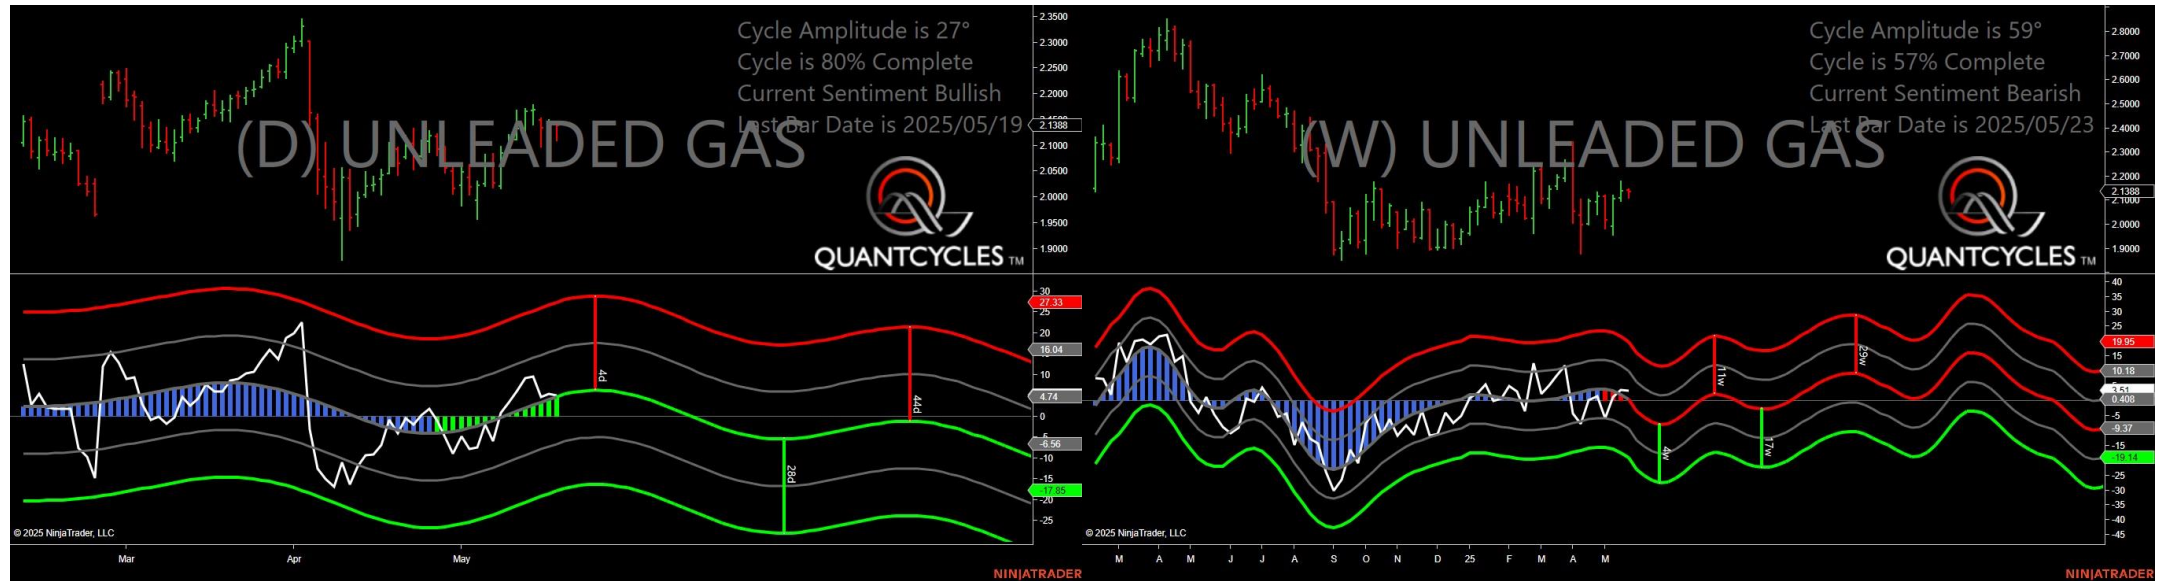 Cycle Amplitude is 27°
Cycle is 80% Complete
Current Sentiment Bullish
Last Bar Date is 2025/05/19
(D) UNLEADED GAS
QUANTCYCLES TM
2.3500
2.3000
2.2500
2.2000
2.1388
2.1000
2.0500
2.0000
1.9500
1.9000
30
27.33
25
20
16.04
10
4.74
0
-6.56
-10
-15
-17.85
-20
-25
4d
28d
44d
© 2025 NinjaTrader, LLC
Mar Apr May
NINJATRADER
Cycle Amplitude is 59°
Cycle is 57% Complete
Current Sentiment Bearish
Last Bar Date is 2025/05/23
(W) UNLEADED GAS
QUANTCYCLES TM
2.8000
2.7000
2.6000
2.5000
2.4000
2.3000
2.2000
2.1388
2.1000
2.0000
1.9000
40
35
30
25
19.95
15
10.18
3.51
0.408
-5
-9.37
-15
-19.14
-25
-30
-35
-40
-45
4w
11w
17w
29w
© 2025 NinjaTrader, LLC
M A M J J A S O N D 25 F M A M
NINJATRADER